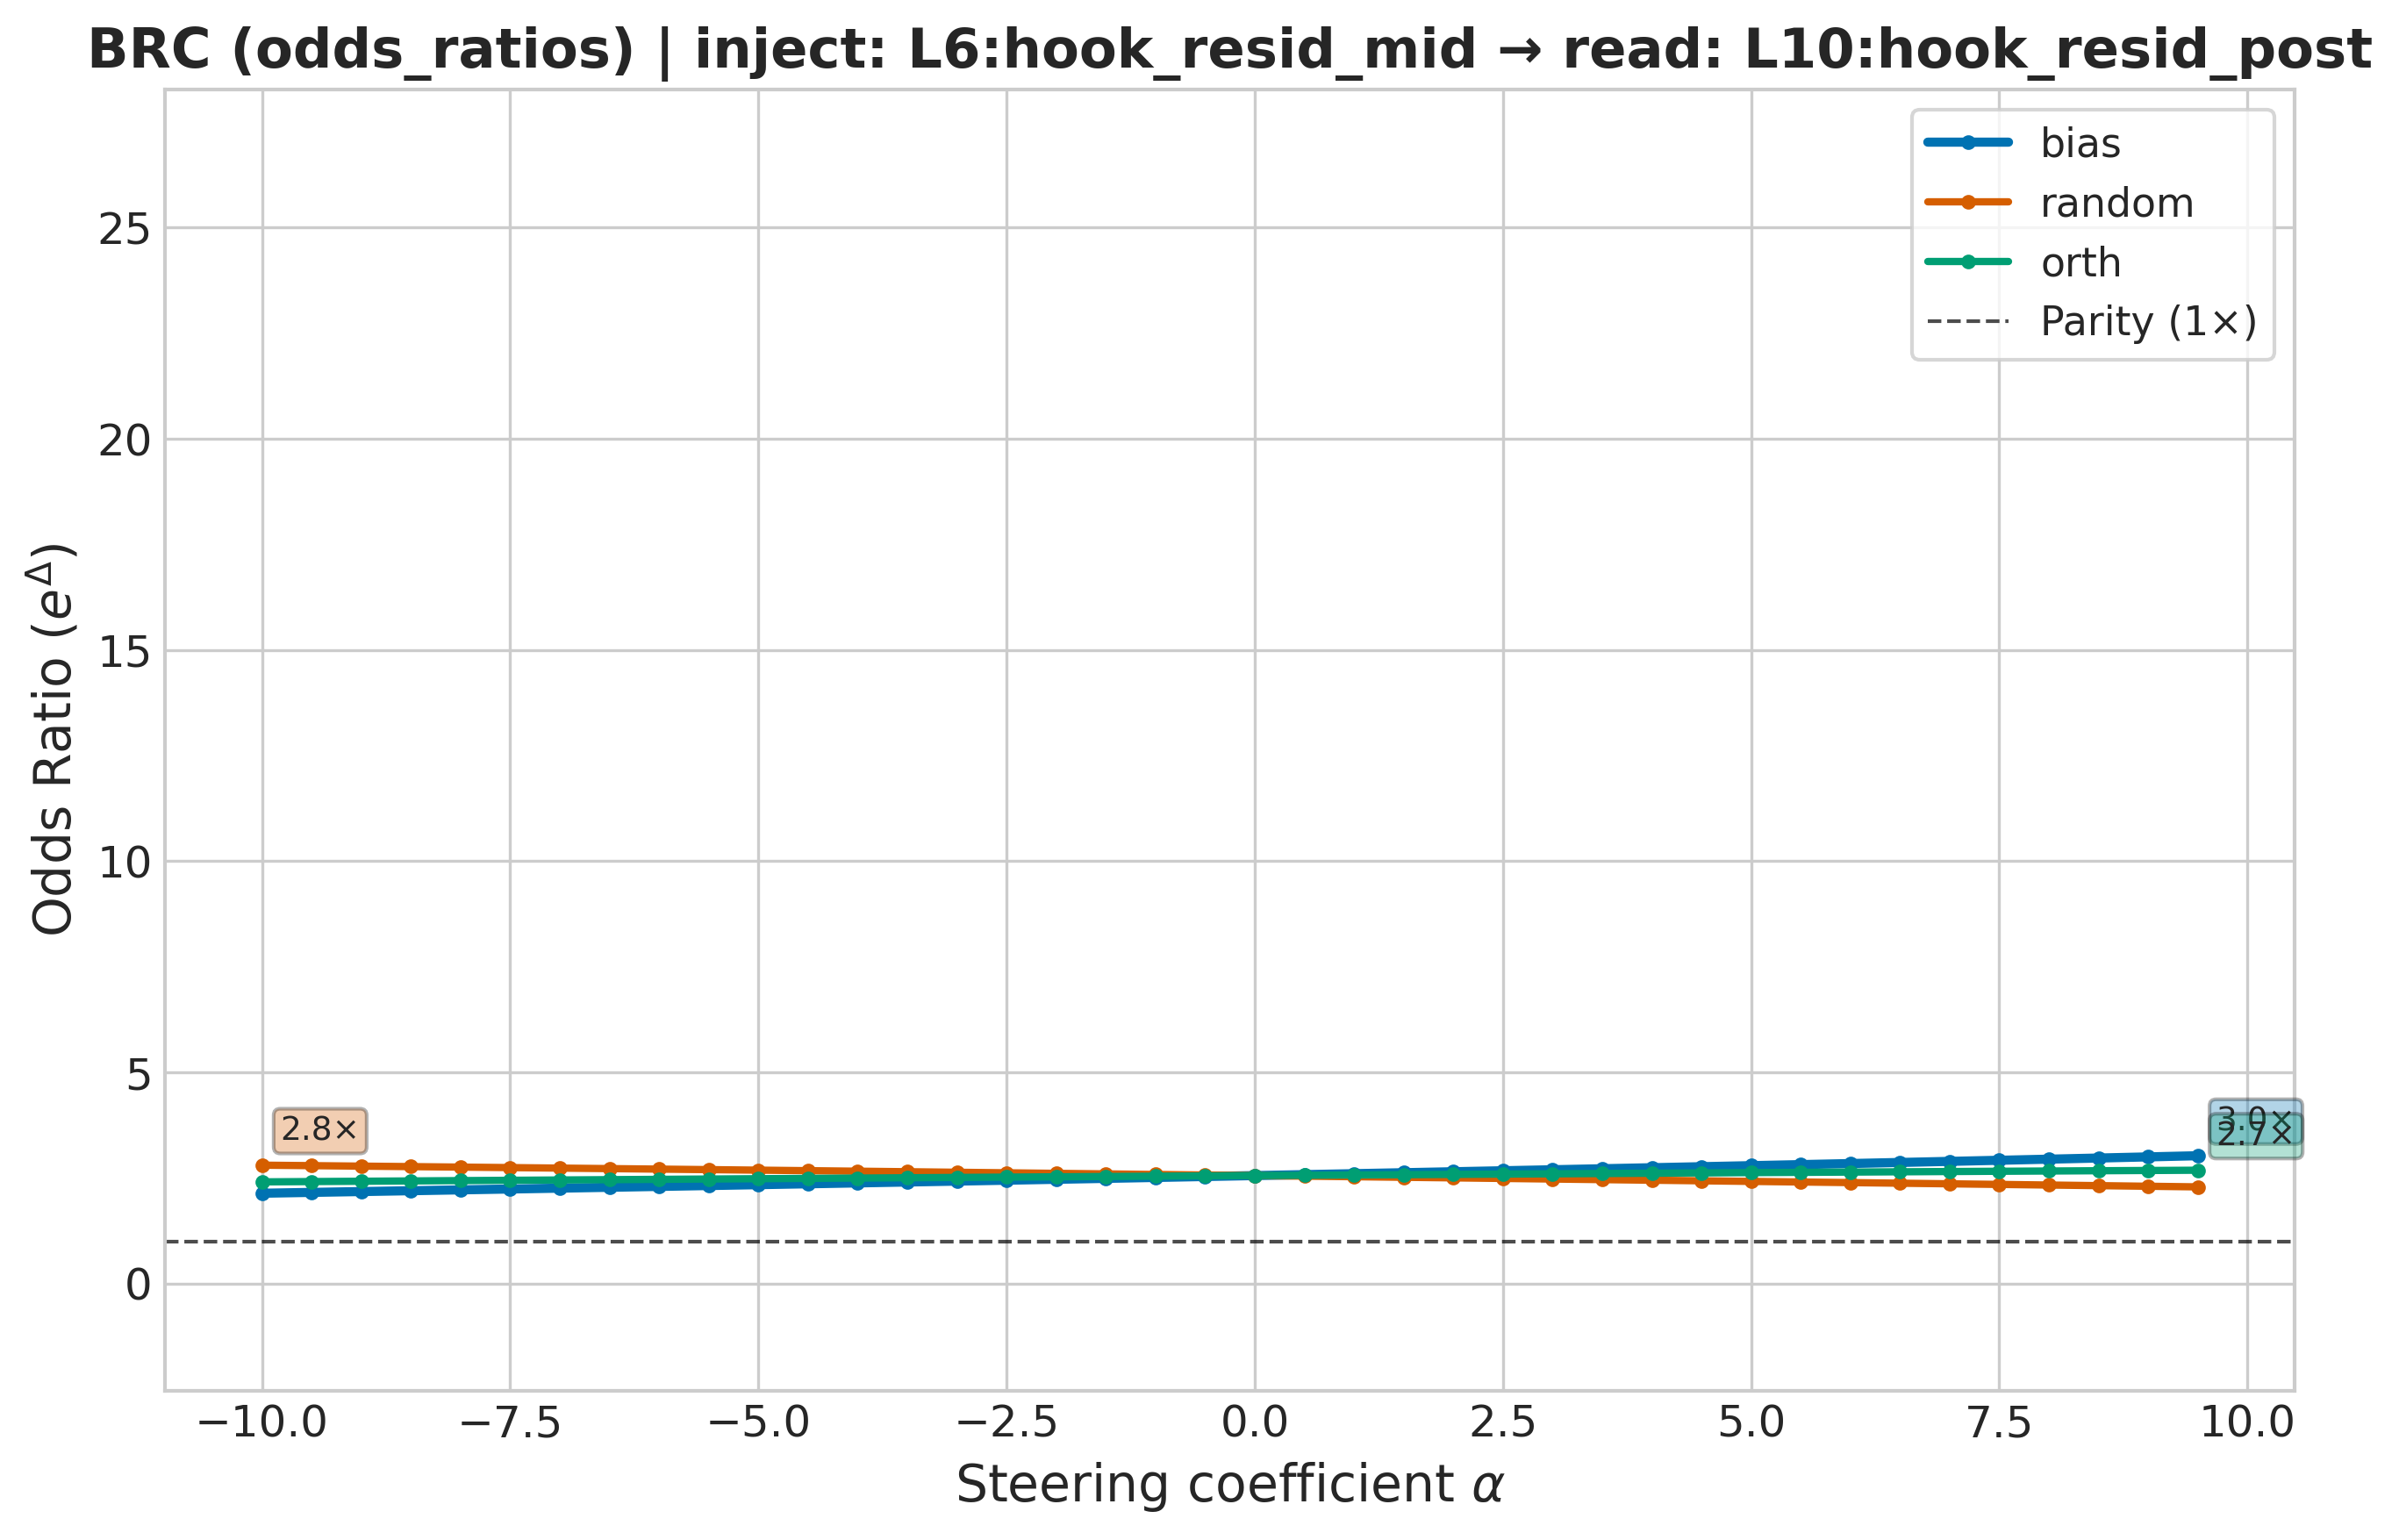 BRC (odds_ratios) | inject: L6:hook_resid_mid → read: L10:hook_resid_post
bias
random
orth
Parity (1×)
Odds Ratio (e^Δ)
25
20
15
10
5
0
2.8×
3.0×
2.7×
−10.0 −7.5 −5.0 −2.5 0.0 2.5 5.0 7.5 10.0
Steering coefficient α